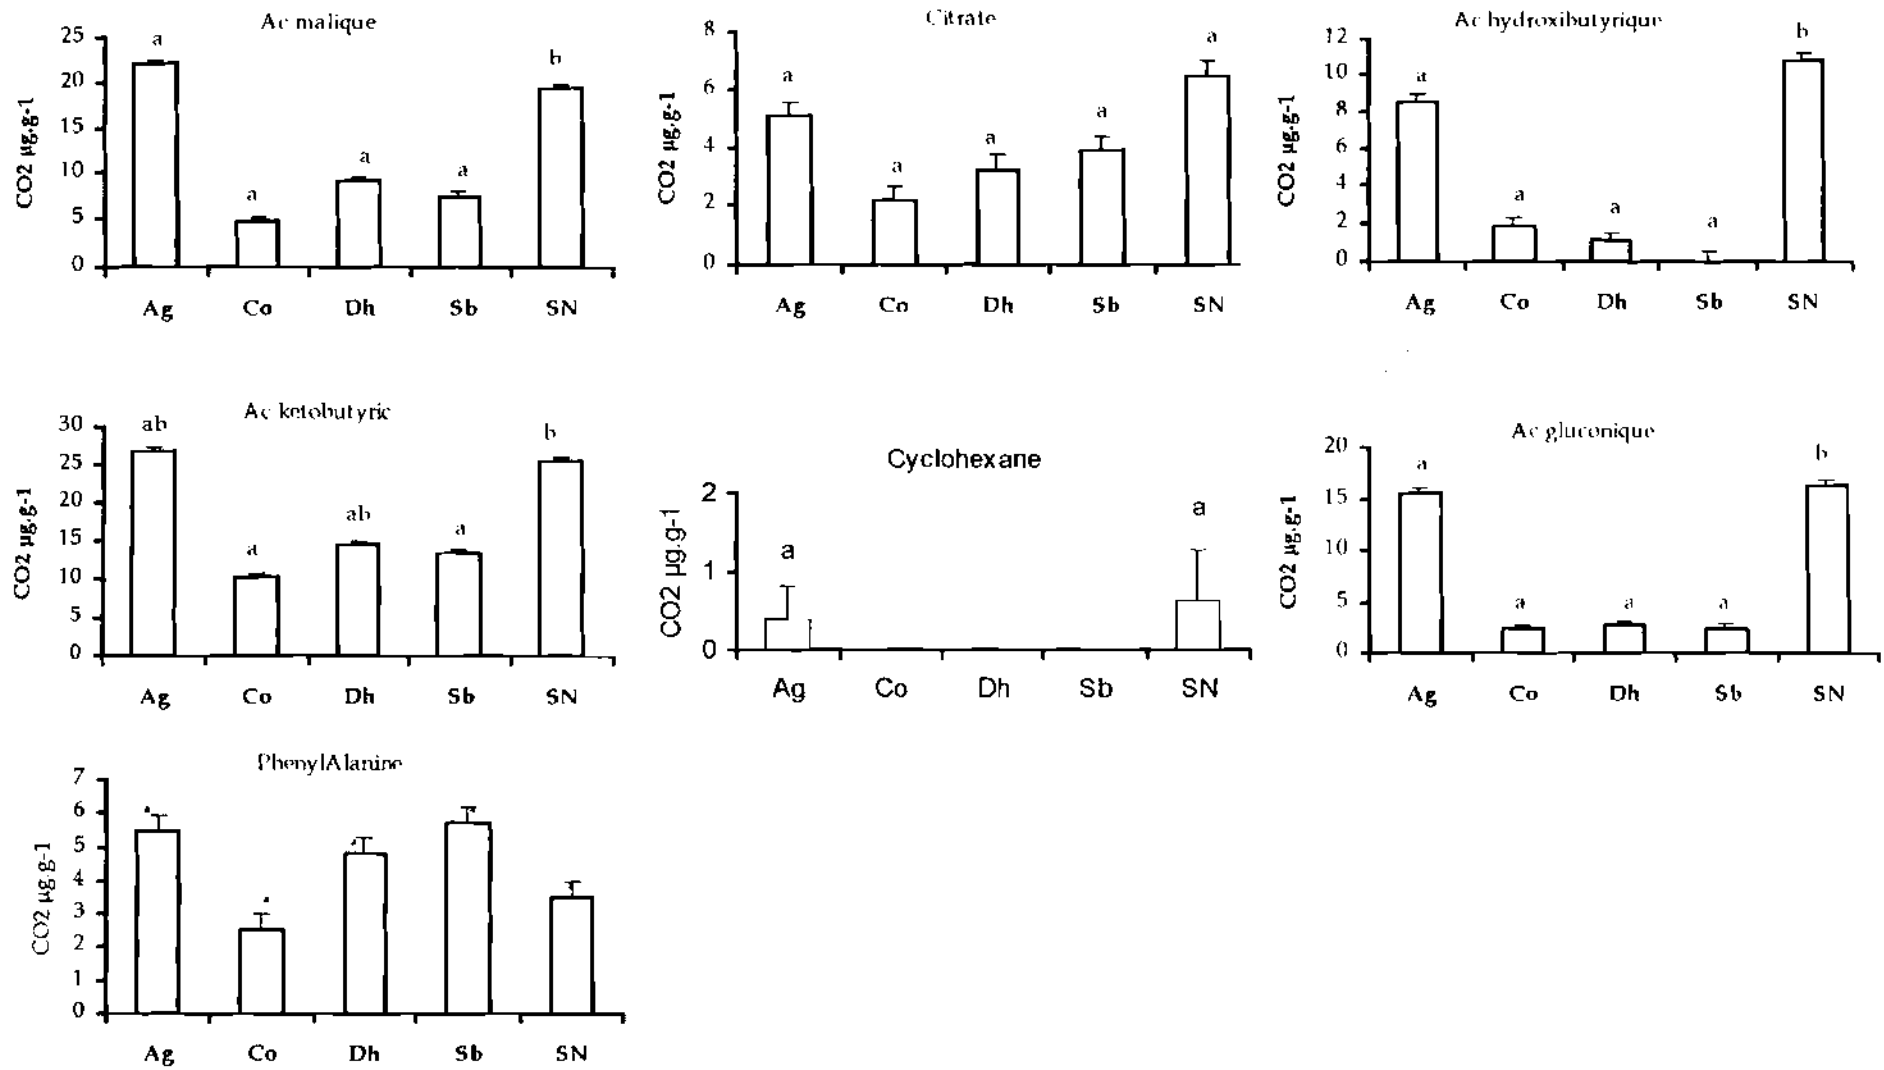 Ac malique
25
20
15
10
5
0
CO2 µg.g-1
a
a
a
a
b
Ag Co Dh Sb SN
Citrate
8
6
4
2
0
CO2 µg.g-1
a
a
a
a
a
Ag Co Dh Sb SN
Ac hydroxibutyrique
12
10
8
6
4
2
0
CO2 µg.g-1
a
a
a
a
b
Ag Co Dh Sb SN
Ac ketobutyric
30
25
20
15
10
5
0
CO2 µg.g-1
ab
a
ab
a
b
Ag Co Dh Sb SN
Cyclohexane
2
1
0
CO2 µg.g-1
a
a
Ag Co Dh Sb SN
Ac gluconique
20
15
10
5
0
CO2 µg.g-1
a
a
a
a
b
Ag Co Dh Sb SN
PhenylAlanine
7
6
5
4
3
2
1
0
CO2 µg.g-1
Ag Co Dh Sb SN